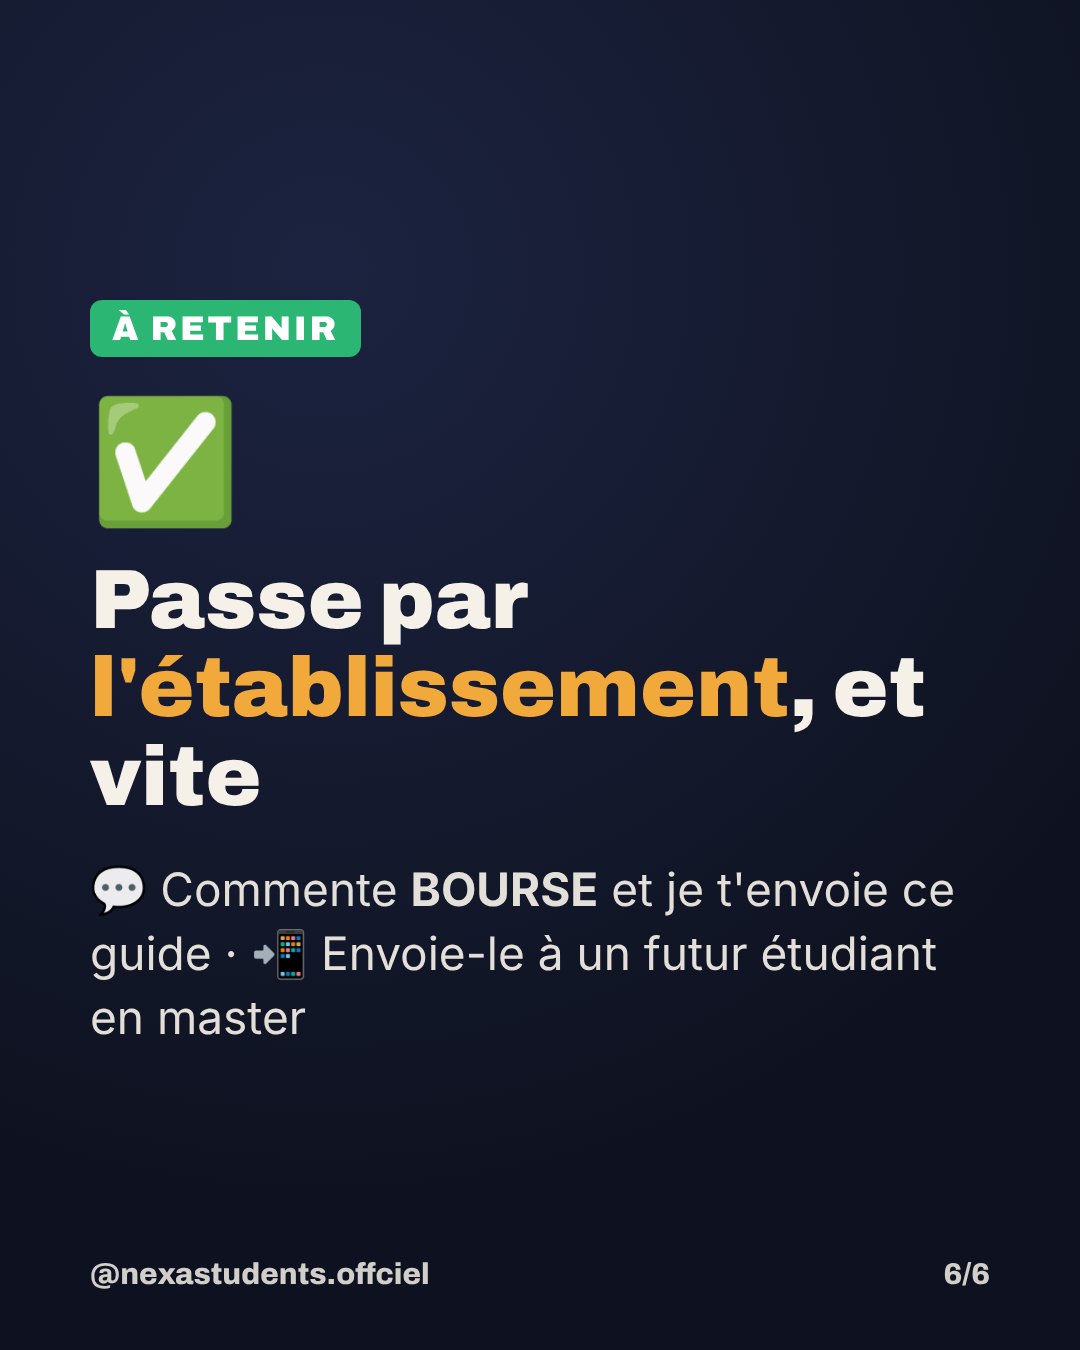 À RETENIR
Passe par
l'établissement, et
vite
💬 Commente BOURSE et je t'envoie ce
guide · 📲 Envoie-le à un futur étudiant
en master
@nexastudents.offciel
6/6